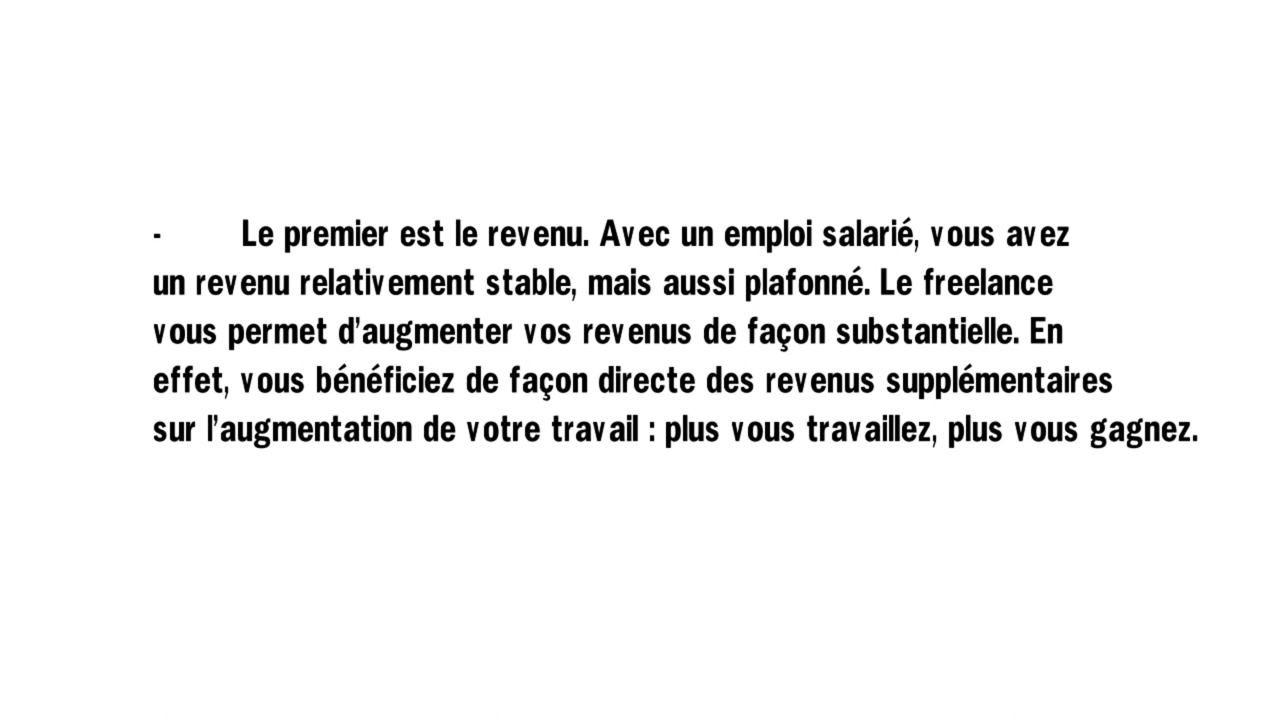 - Le premier est le revenu. Avec un emploi salarié, vous avez
un revenu relativement stable, mais aussi plafonné. Le freelance
vous permet d’augmenter vos revenus de façon substantielle. En
effet, vous bénéficiez de façon directe des revenus supplémentaires
sur l’augmentation de votre travail : plus vous travaillez, plus vous gagnez.